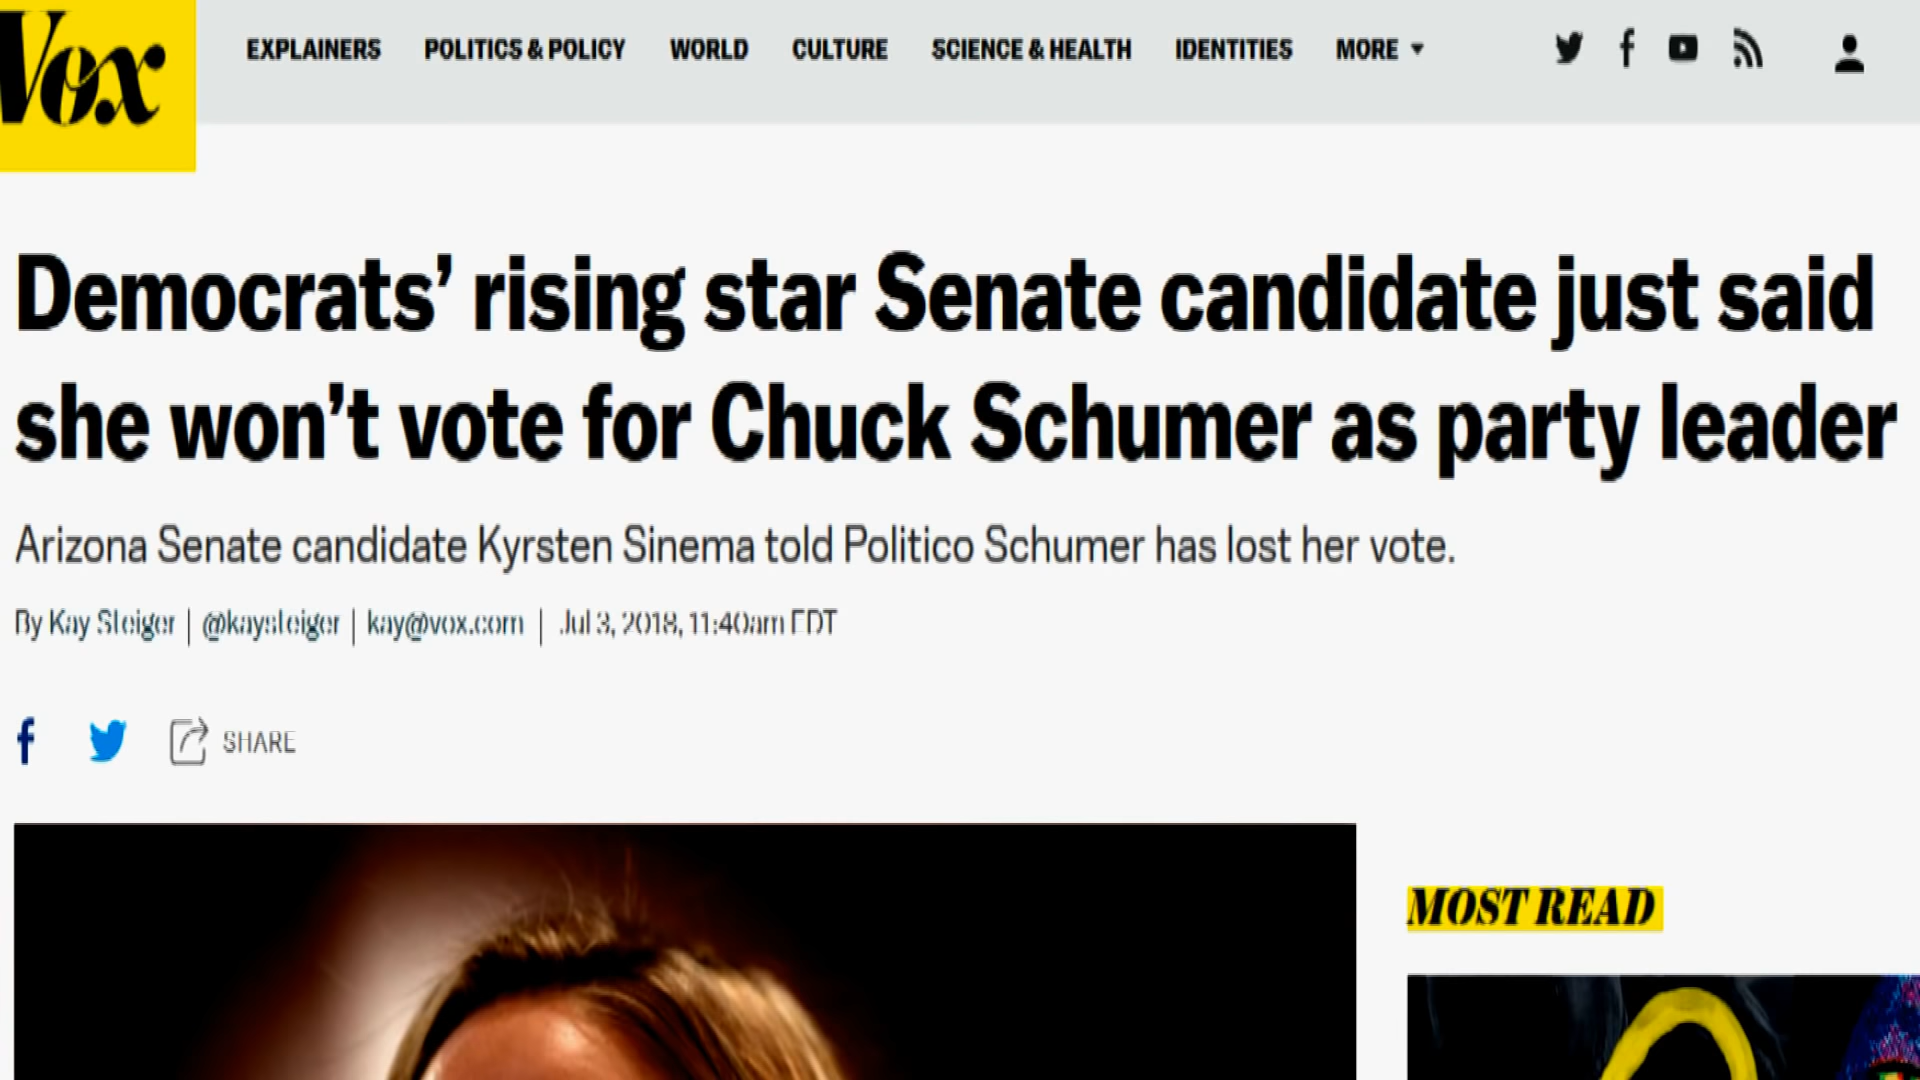 Vox
EXPLAINERS POLITICS & POLICY WORLD CULTURE SCIENCE & HEALTH IDENTITIES MORE
Democrats’ rising star Senate candidate just said
she won’t vote for Chuck Schumer as party leader
Arizona Senate candidate Kyrsten Sinema told Politico Schumer has lost her vote.
By Kay Steiger | @kaysteiger | kay@vox.com | Jul 3, 2018, 11:40am EDT
SHARE
MOST READ